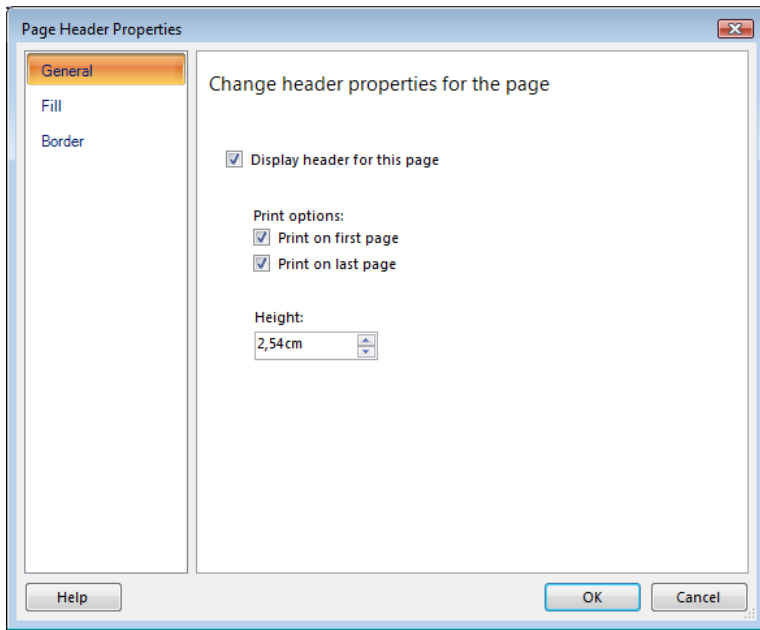 Page Header Properties
General
Fill
Border
Change header properties for the page
Display header for this page
Print options:
Print on first page
Print on last page
Height:
2,54cm
Help
OK
Cancel